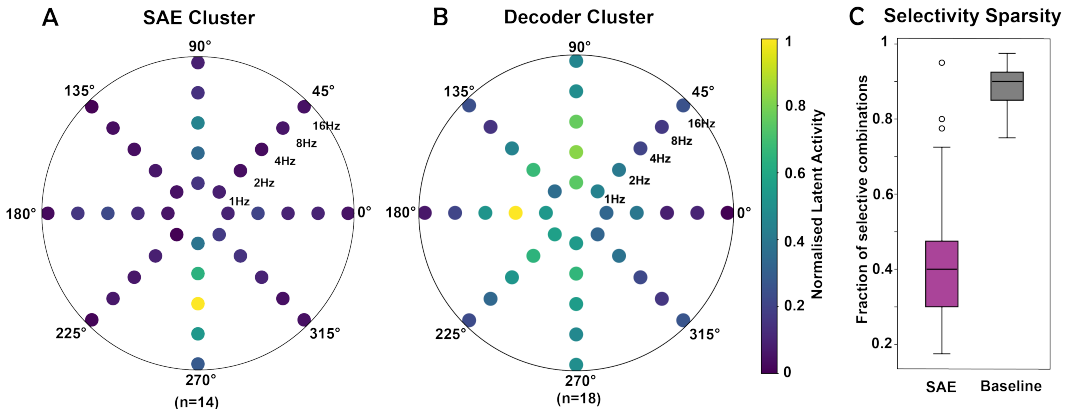 A SAE Cluster
90°
135°
45°
16Hz
8Hz
4Hz
2Hz
1Hz
180°
0°
225°
315°
270°
(n=14)
B Decoder Cluster
90°
135°
45°
16Hz
8Hz
4Hz
2Hz
1Hz
180°
0°
225°
315°
270°
(n=18)
1
0.8
0.6
0.4
0.2
0
Normalised Latent Activity
C Selectivity Sparsity
Fraction of selective combinations
1
0.8
0.6
0.4
0.2
SAE Baseline